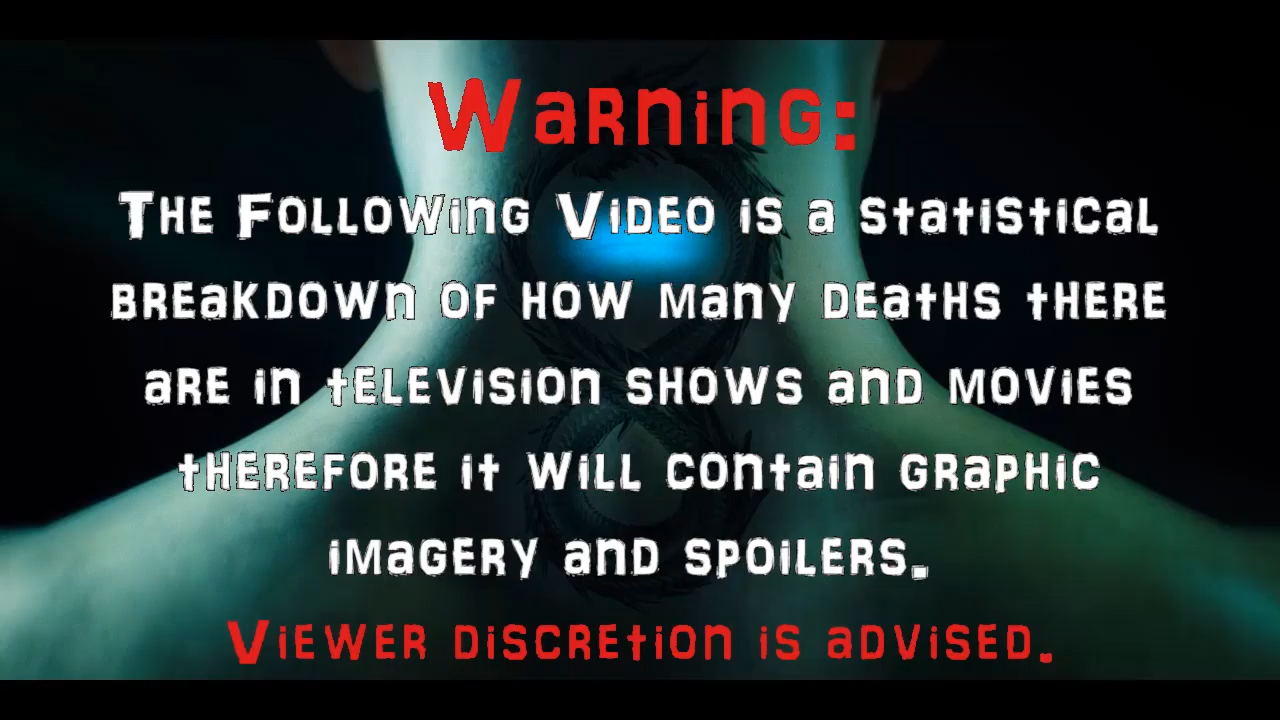 Warning:
The Following Video is a statistical
breakdown of how many deaths there
are in television shows and movies
therefore it will contain graphic
imagery and spoilers.
Viewer discretion is advised.